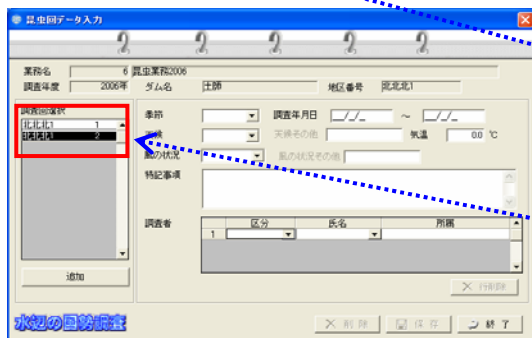 昆虫回データ入力
業務名 6 昆虫業務2006
調査年度 2006年 ダム名 土師 地区番号 北北北1
調査回選択
北北北1 1
北北北1 2
追加
季節 調査年月日 _/_/_ ～ _/_/_
天候 天候その他 気温 0.0 ℃
風の状況 風の状況その他
特記事項
調査者 区分 氏名 所属
1
行削除
水辺の国勢調査
削除 保存 終了